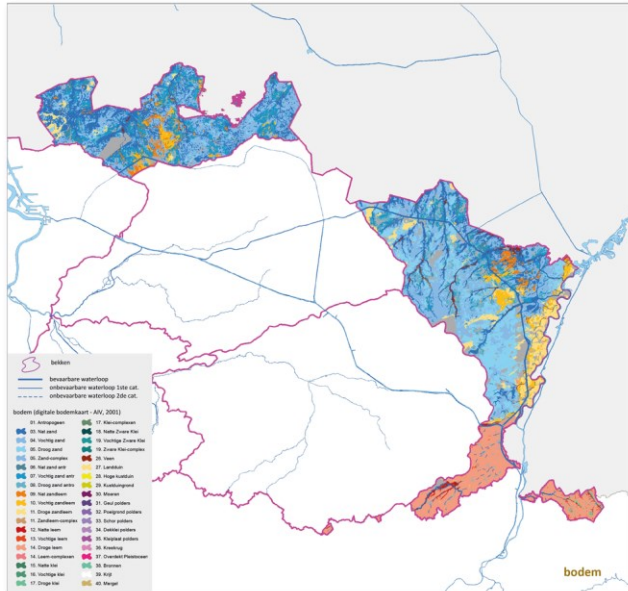 bekken
bevaarbare waterloop
onbevaarbare waterloop 1ste cat.
onbevaarbare waterloop 2de cat.
bodem (digitale bodemkaart - AIV, 2001)
01. Antropogeen
03. Nat zand
04. Vochtig zand
05. Droog zand
05. Zand-complex
06. Nat zand antr
07. Vochtig zand antr
08. Droog zand antro
09. Nat zandleem
10. Vochtig zandleem
11. Droge zandleem
11. Zandleem-complex
12. Natte leem
13. Vochtige leem
14. Droge leem
14. Leem-complexen
15. Natte klei
16. Vochtige klei
17. Droge klei
17. Klei-complexen
18. Natte Zware Klei
19. Vochtige Zware Klei
19. Zware Klei-complex
26. Veen
27. Landduin
28. Hoge kustduin
29. Kustduingrond
30. Moeren
31. Geul polders
32. Poelgrond polders
33. Schor polders
34. Dekklei polders
35. Kleiplaat polders
36. Kreekrug
37. Overdekt Pleistoceen
38. Bronnen
39. Krijt
40. Mergel
bodem